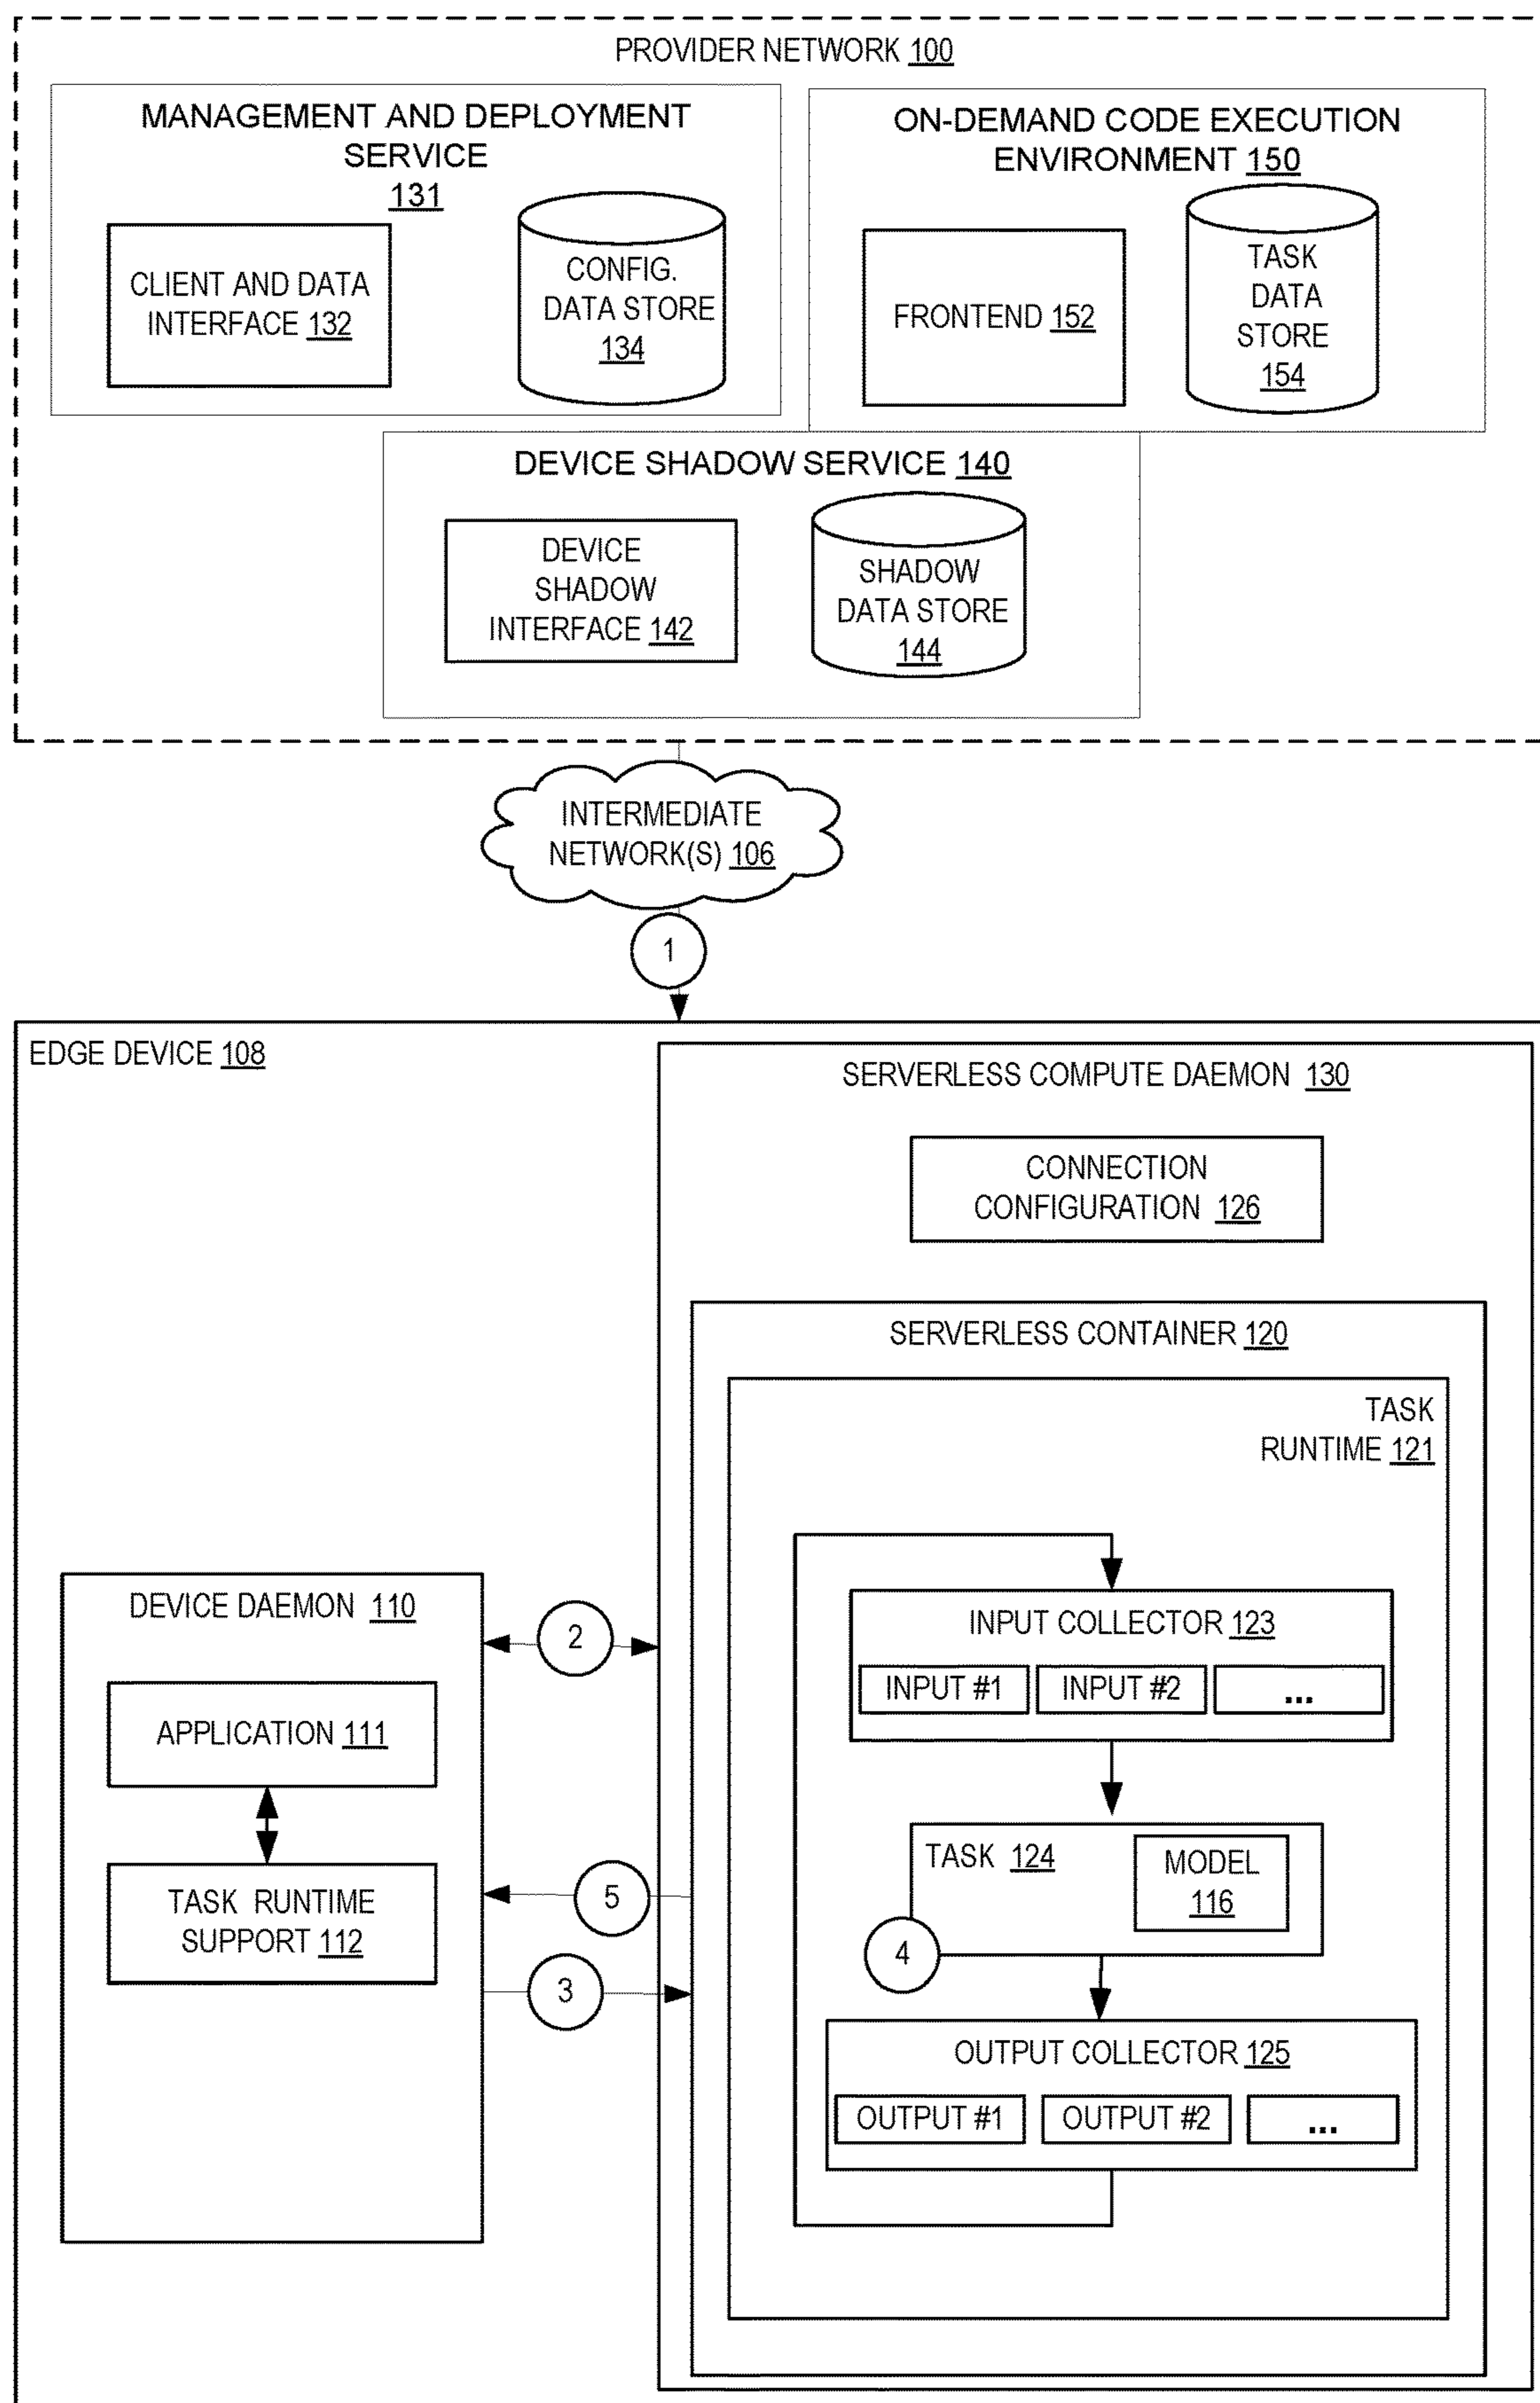 PROVIDER NETWORK 100
MANAGEMENT AND DEPLOYMENT
SERVICE
131
CLIENT AND DATA
INTERFACE 132
CONFIG.
DATA STORE
134
ON-DEMAND CODE EXECUTION
ENVIRONMENT 150
FRONTEND 152
TASK
DATA
STORE
154
DEVICE SHADOW SERVICE 140
DEVICE
SHADOW
INTERFACE 142
SHADOW
DATA STORE
144
INTERMEDIATE
NETWORK(S) 106
1
EDGE DEVICE 108
SERVERLESS COMPUTE DAEMON 130
CONNECTION
CONFIGURATION 126
SERVERLESS CONTAINER 120
TASK
RUNTIME 121
DEVICE DAEMON 110
APPLICATION 111
TASK RUNTIME
SUPPORT 112
2
5
3
INPUT COLLECTOR 123
INPUT #1
INPUT #2
...
TASK 124
MODEL
116
4
OUTPUT COLLECTOR 125
OUTPUT #1
OUTPUT #2
...